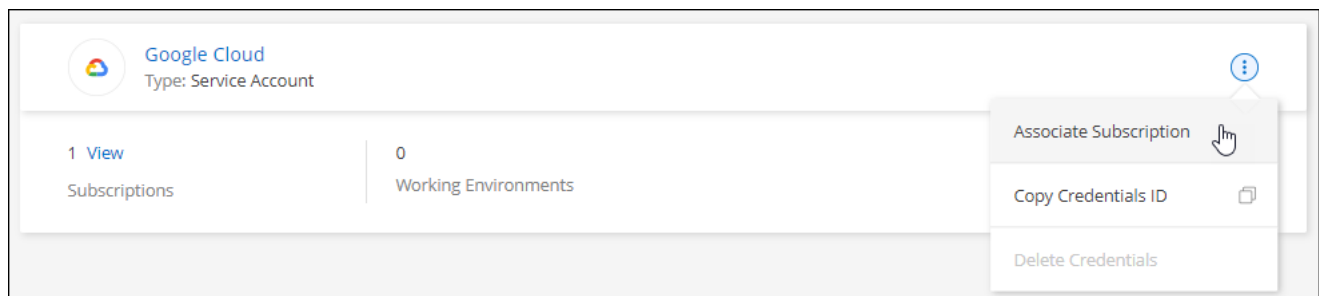 Google Cloud
Type: Service Account
1 View
Subscriptions
0
Working Environments
Associate Subscription
Copy Credentials ID
Delete Credentials